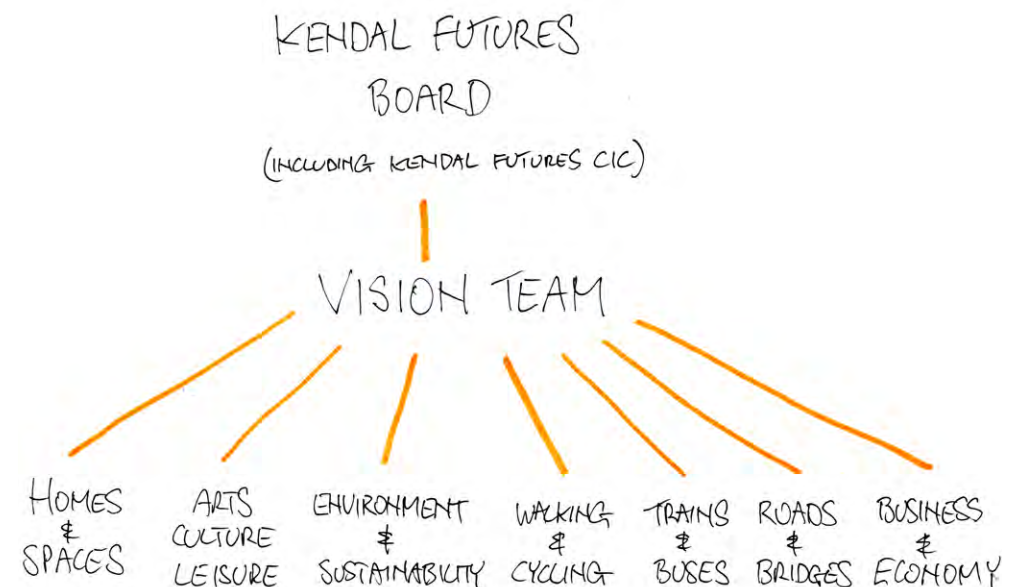 KENDAL FUTURES
BOARD
(INCLUDING KENDAL FUTURES CIC)
VISION TEAM
HOMES
&
SPACES
ARTS
CULTURE
LEISURE
ENVIRONMENT
&
SUSTAINABILITY
WALKING
&
CYCLING
TRAINS
&
BUSES
ROADS
&
BRIDGES
BUSINESS
&
ECONOMY